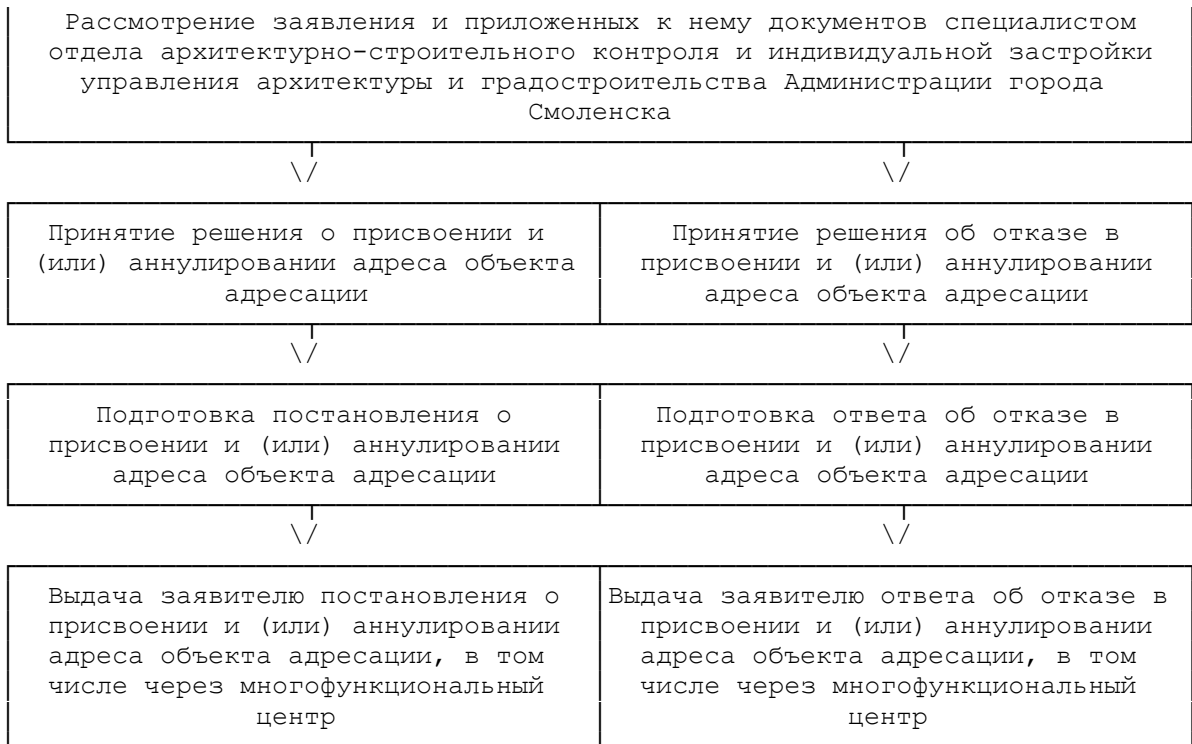 Рассмотрение заявления и приложенных к нему документов специалистом
отдела архитектурно-строительного контроля и индивидуальной застройки
управления архитектуры и градостроительства Администрации города
Смоленска
\/ \/
Принятие решения о присвоении и
(или) аннулировании адреса объекта
адресации
Принятие решения об отказе в
присвоении и (или) аннулировании
адреса объекта адресации
\/ \/
Подготовка постановления о
присвоении и (или) аннулировании
адреса объекта адресации
Подготовка ответа об отказе в
присвоении и (или) аннулировании
адреса объекта адресации
\/ \/
Выдача заявителю постановления о
присвоении и (или) аннулировании
адреса объекта адресации, в том
числе через многофункциональный
центр
Выдача заявителю ответа об отказе в
присвоении и (или) аннулировании
адреса объекта адресации, в том
числе через многофункциональный
центр